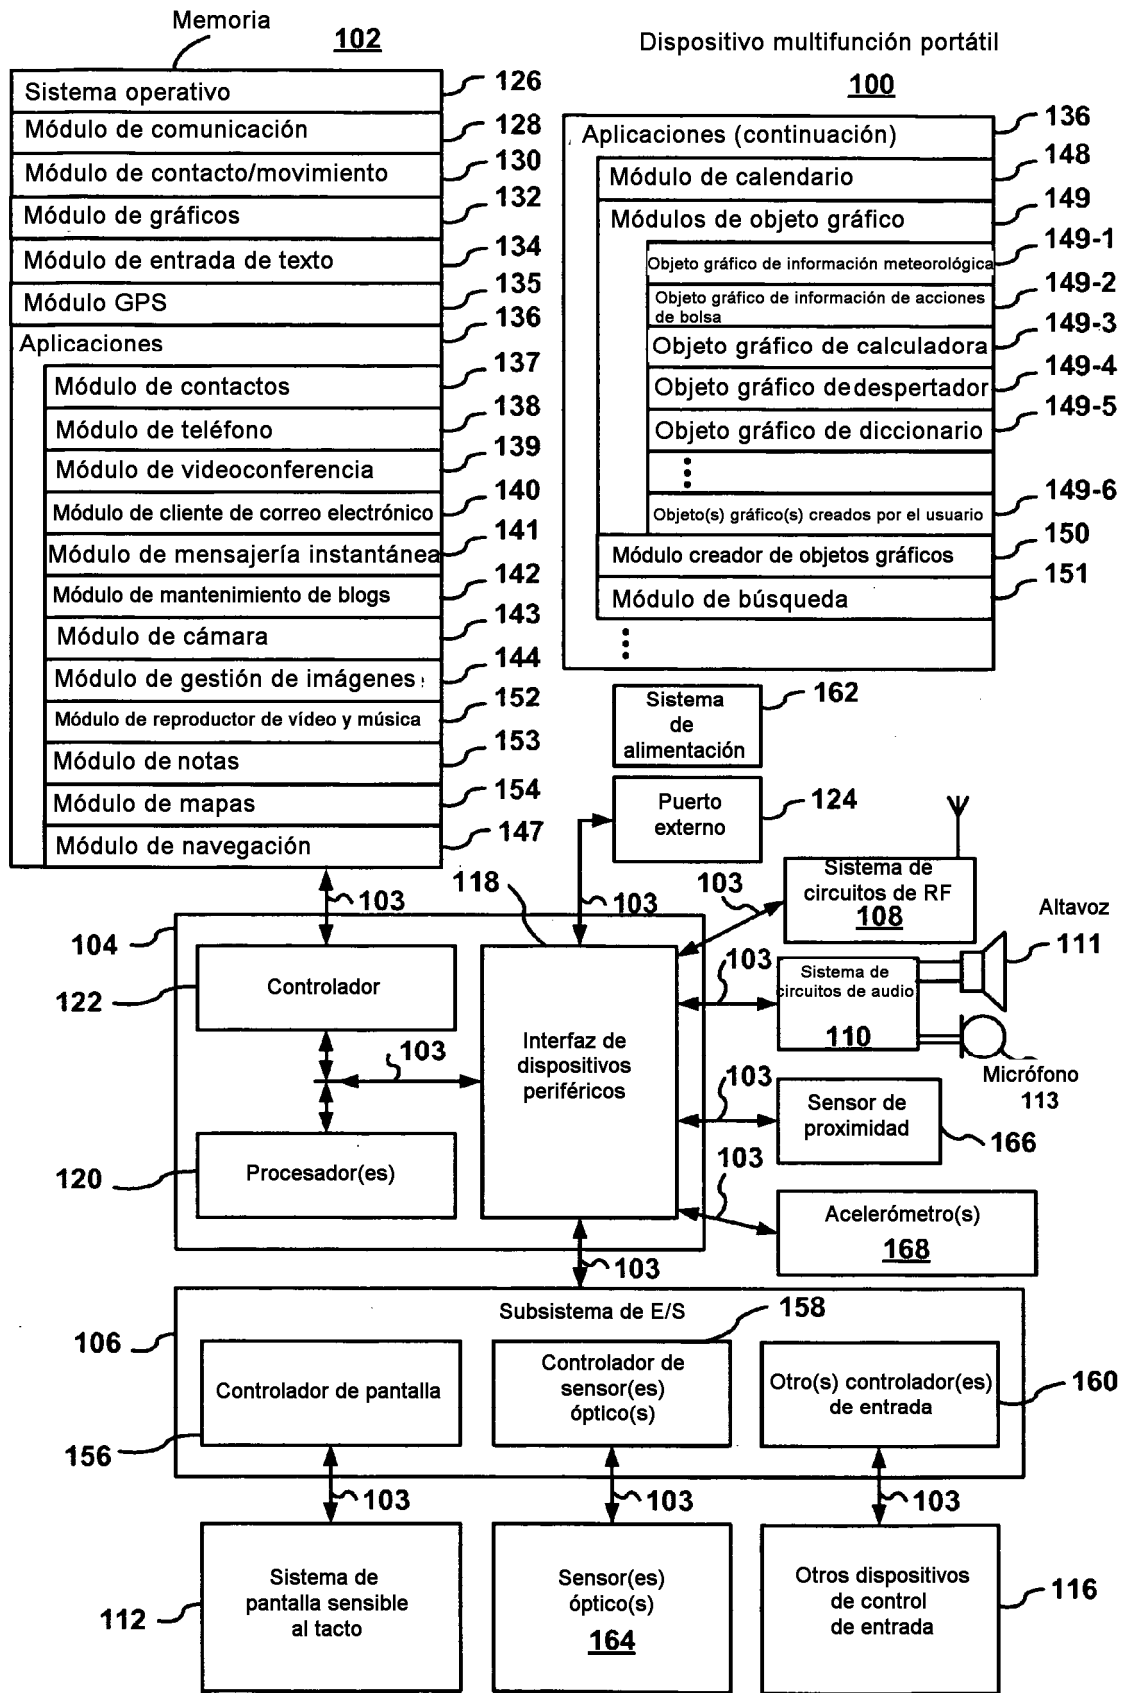 Memoria
102
Sistema operativo
126
Módulo de comunicación
128
Módulo de contacto/movimiento
130
Módulo de gráficos
132
Módulo de entrada de texto
134
Módulo GPS
135
Aplicaciones
136
Módulo de contactos
137
Módulo de teléfono
138
Módulo de videoconferencia
139
Módulo de cliente de correo electrónico
140
Módulo de mensajería instantánea
141
Módulo de mantenimiento de blogs
142
Módulo de cámara
143
Módulo de gestión de imágenes
144
Módulo de reproductor de vídeo y música
152
Módulo de notas
153
Módulo de mapas
154
Módulo de navegación
147
Dispositivo multifunción portátil
100
Aplicaciones (continuación)
136
Módulo de calendario
148
Módulos de objeto gráfico
149
Objeto gráfico de información meteorológica
149-1
Objeto gráfico de información de acciones
de bolsa
149-2
Objeto gráfico de calculadora
149-3
Objeto gráfico de despertador
149-4
Objeto gráfico de diccionario
149-5
Objeto(s) gráfico(s) creados por el usuario
149-6
Módulo creador de objetos gráficos
150
Módulo de búsqueda
151
Sistema
de
alimentación
162
Puerto
externo
124
103
103
118
103
Sistema de
circuitos de RF
108
Altavoz
111
104
122
Controlador
103
Sistema de
circuitos de audio
110
103
Interfaz de
dispositivos
periféricos
Micrófono
113
103
Sensor de
proximidad
166
120
Procesador(es)
103
Acelerómetro(s)
168
103
Subsistema de E/S
158
106
Controlador de pantalla
156
Controlador de
sensor(es)
óptico(s)
Otro(s) controlador(es)
de entrada
160
103
103
103
Sistema de
pantalla sensible
al tacto
112
Sensor(es)
óptico(s)
164
Otros dispositivos
de control
de entrada
116